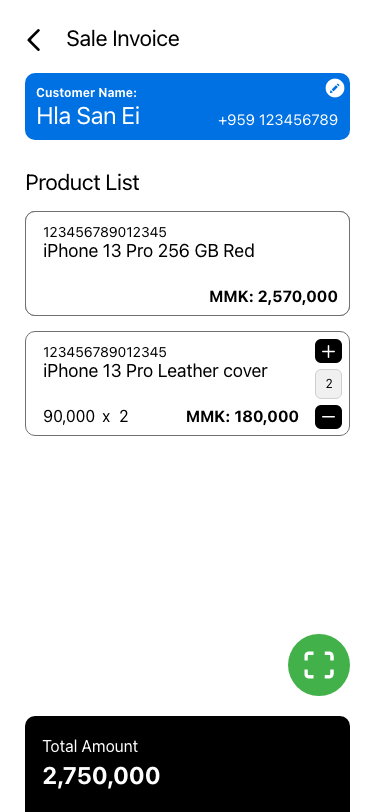 Sale Invoice
Customer Name:
Hla San Ei
+959 123456789
Product List
123456789012345
iPhone 13 Pro 256 GB Red
MMK: 2,570,000
123456789012345
iPhone 13 Pro Leather cover
2
90,000 x 2 MMK: 180,000
Total Amount
2,750,000